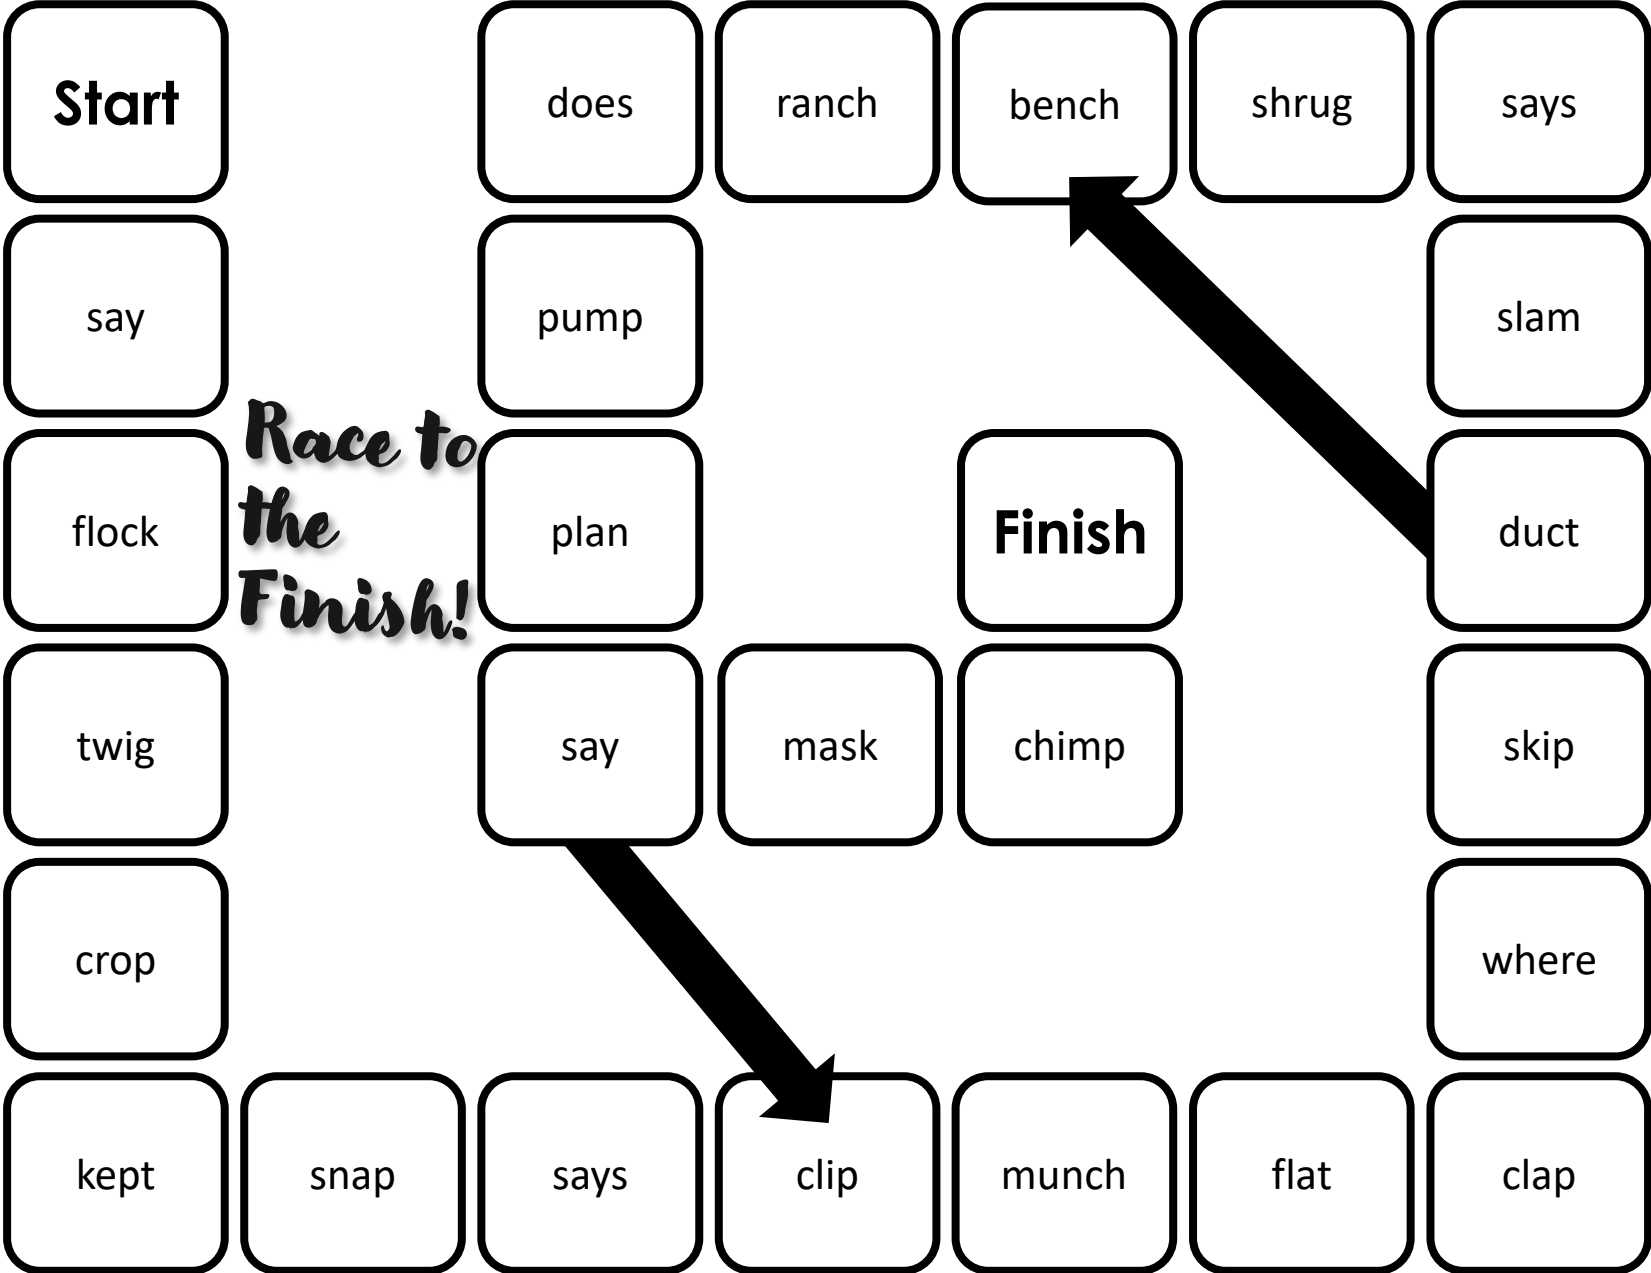 Start
does
ranch
bench
shrug
says
say
pump
slam
Race to
the
Finish!
flock
plan
Finish
duct
twig
say
mask
chimp
skip
crop
where
kept
snap
says
clip
munch
flat
clap